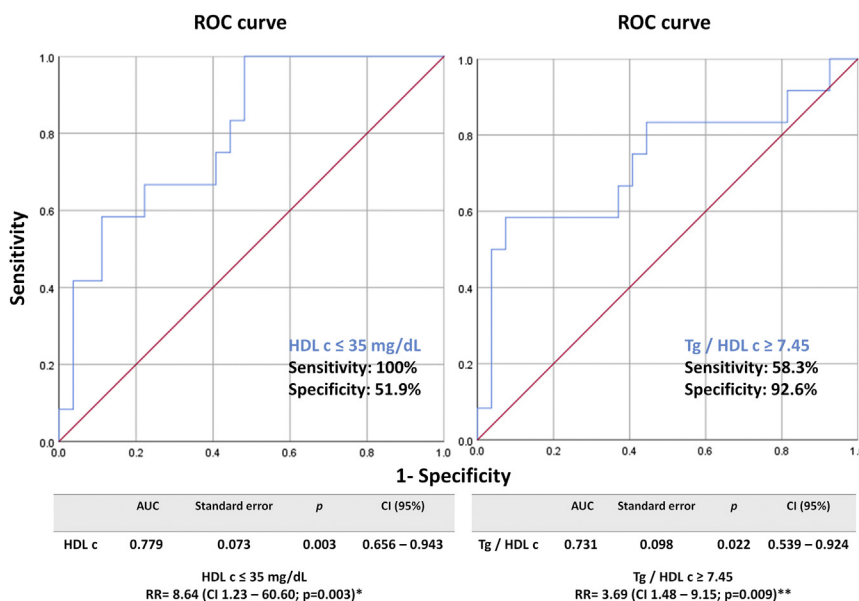 ROC curve
1.0
0.8
0.6
0.4
0.2
0.0
0.0
0.2
0.4
0.6
0.8
1.0
Sensitivity
HDL c ≤ 35 mg/dL
Sensitivity: 100%
Specificity: 51.9%
ROC curve
1.0
0.8
0.6
0.4
0.2
0.0
0.0
0.2
0.4
0.6
0.8
1.0
Tg / HDL c ≥ 7.45
Sensitivity: 58.3%
Specificity: 92.6%
1- Specificity
AUC Standard error p CI (95%)
HDL c 0.779 0.073 0.003 0.656 – 0.943
HDL c ≤ 35 mg/dL
RR= 8.64 (CI 1.23 – 60.60; p=0.003)*
AUC Standard error p CI (95%)
Tg / HDL c 0.731 0.098 0.022 0.539 – 0.924
Tg / HDL c ≥ 7.45
RR= 3.69 (CI 1.48 – 9.15; p=0.009)**